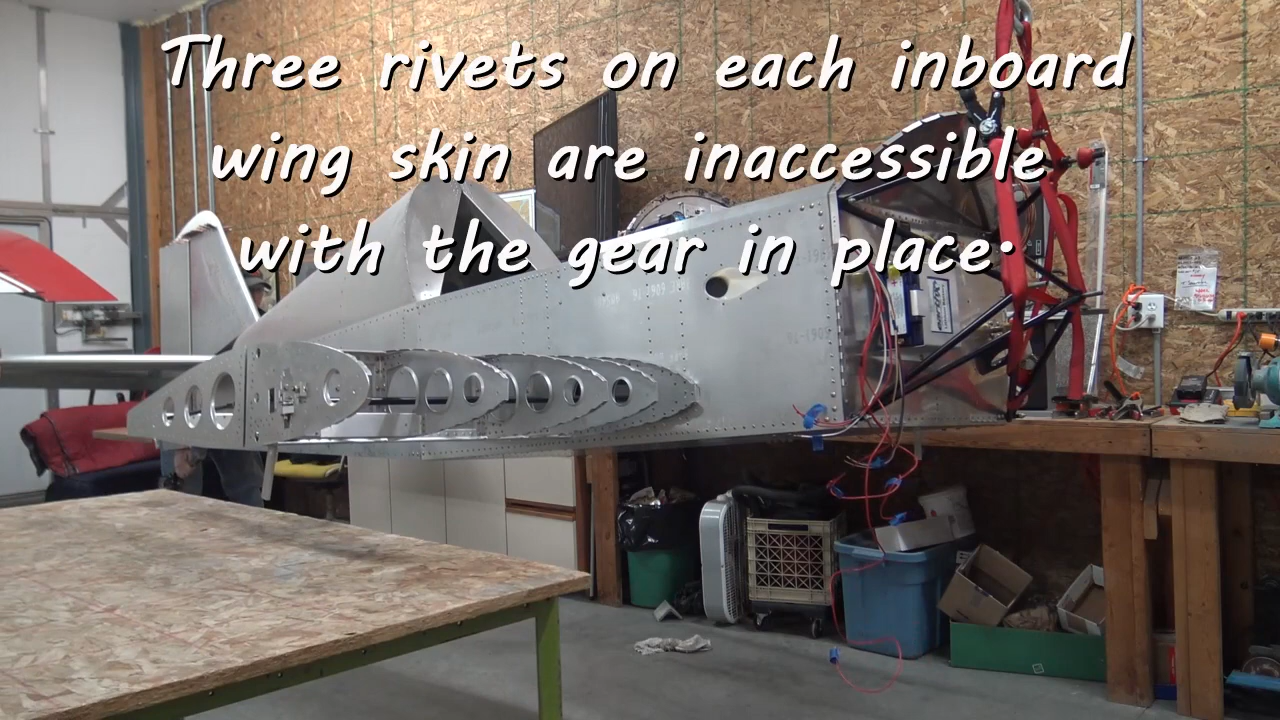 Three rivets on each inboard
wing skin are inaccessible
with the gear in place.